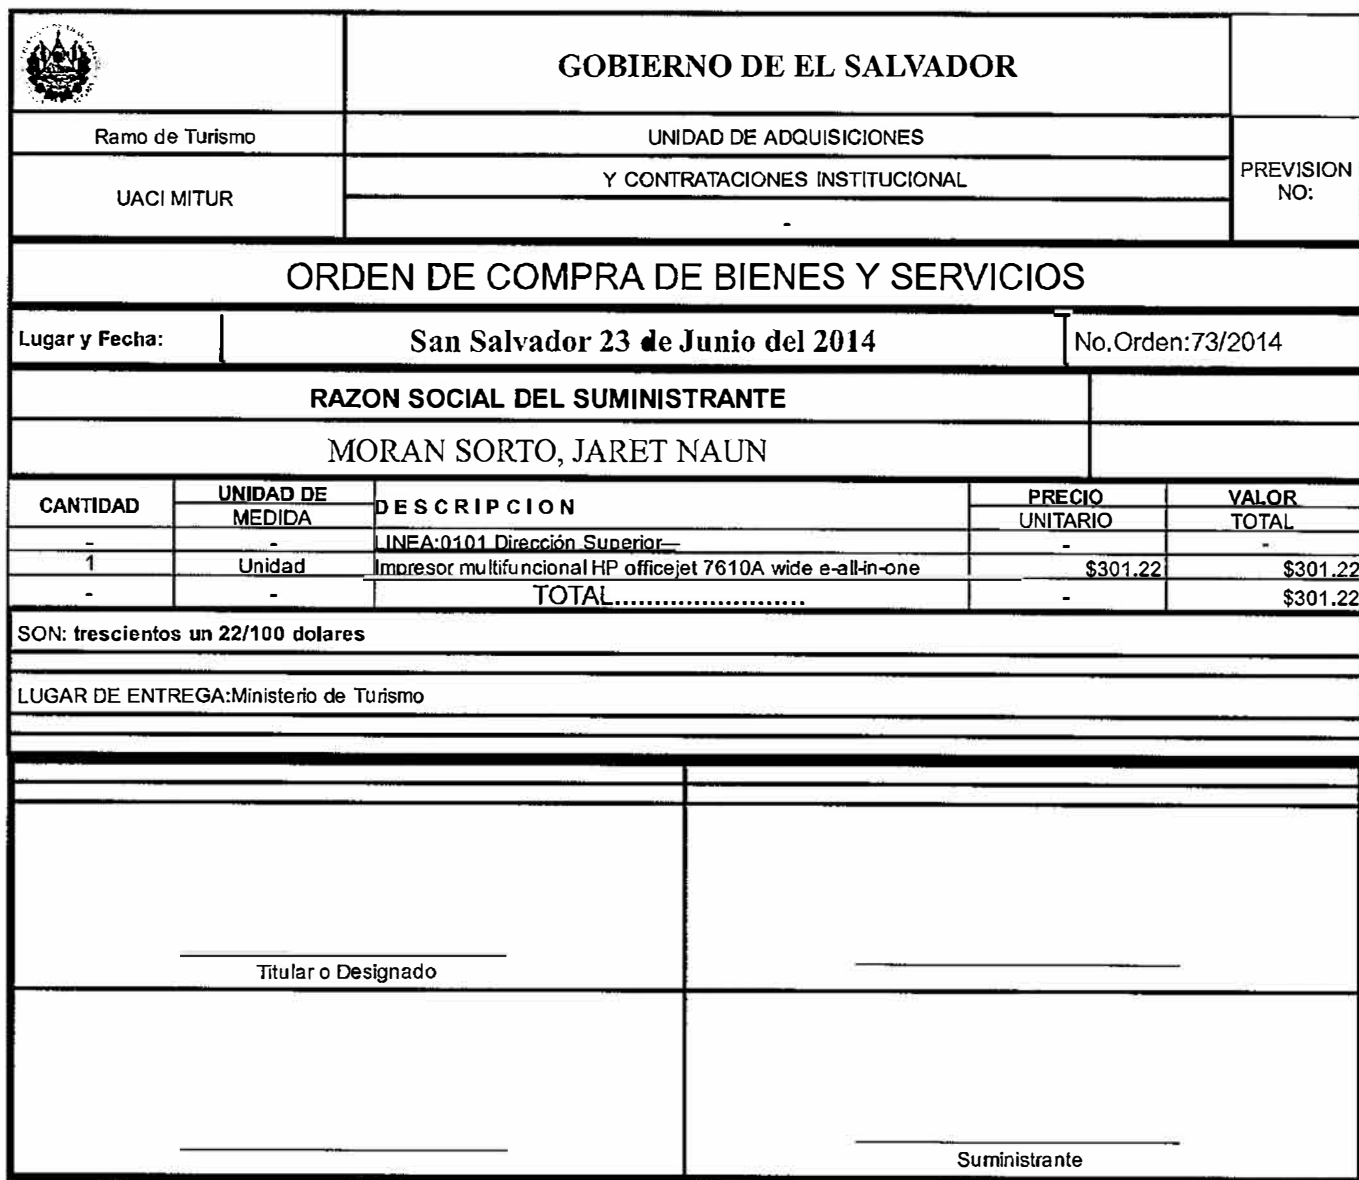 GOBIERNO DE EL SALVADOR
Ramo de Turismo
UNIDAD DE ADQUISICIONES
PREVISION NO:
UACI MITUR
Y CONTRATACIONES INSTITUCIONAL
-
ORDEN DE COMPRA DE BIENES Y SERVICIOS
Lugar y Fecha: San Salvador 23 de Junio del 2014 No.Orden:73/2014
RAZON SOCIAL DEL SUMINISTRANTE
MORAN SORTO, JARET NAUN
CANTIDAD UNIDAD DE MEDIDA DESCRIPCION PRECIO UNITARIO VALOR TOTAL
- - LINEA:0101 Dirección Superior— - -
1 Unidad Impresor multifuncional HP officejet 7610A wide e-all-in-one $301.22 $301.22
- - TOTAL........................ - $301.22
SON: trescientos un 22/100 dolares
LUGAR DE ENTREGA:Ministerio de Turismo
Titular o Designado
Suministrante